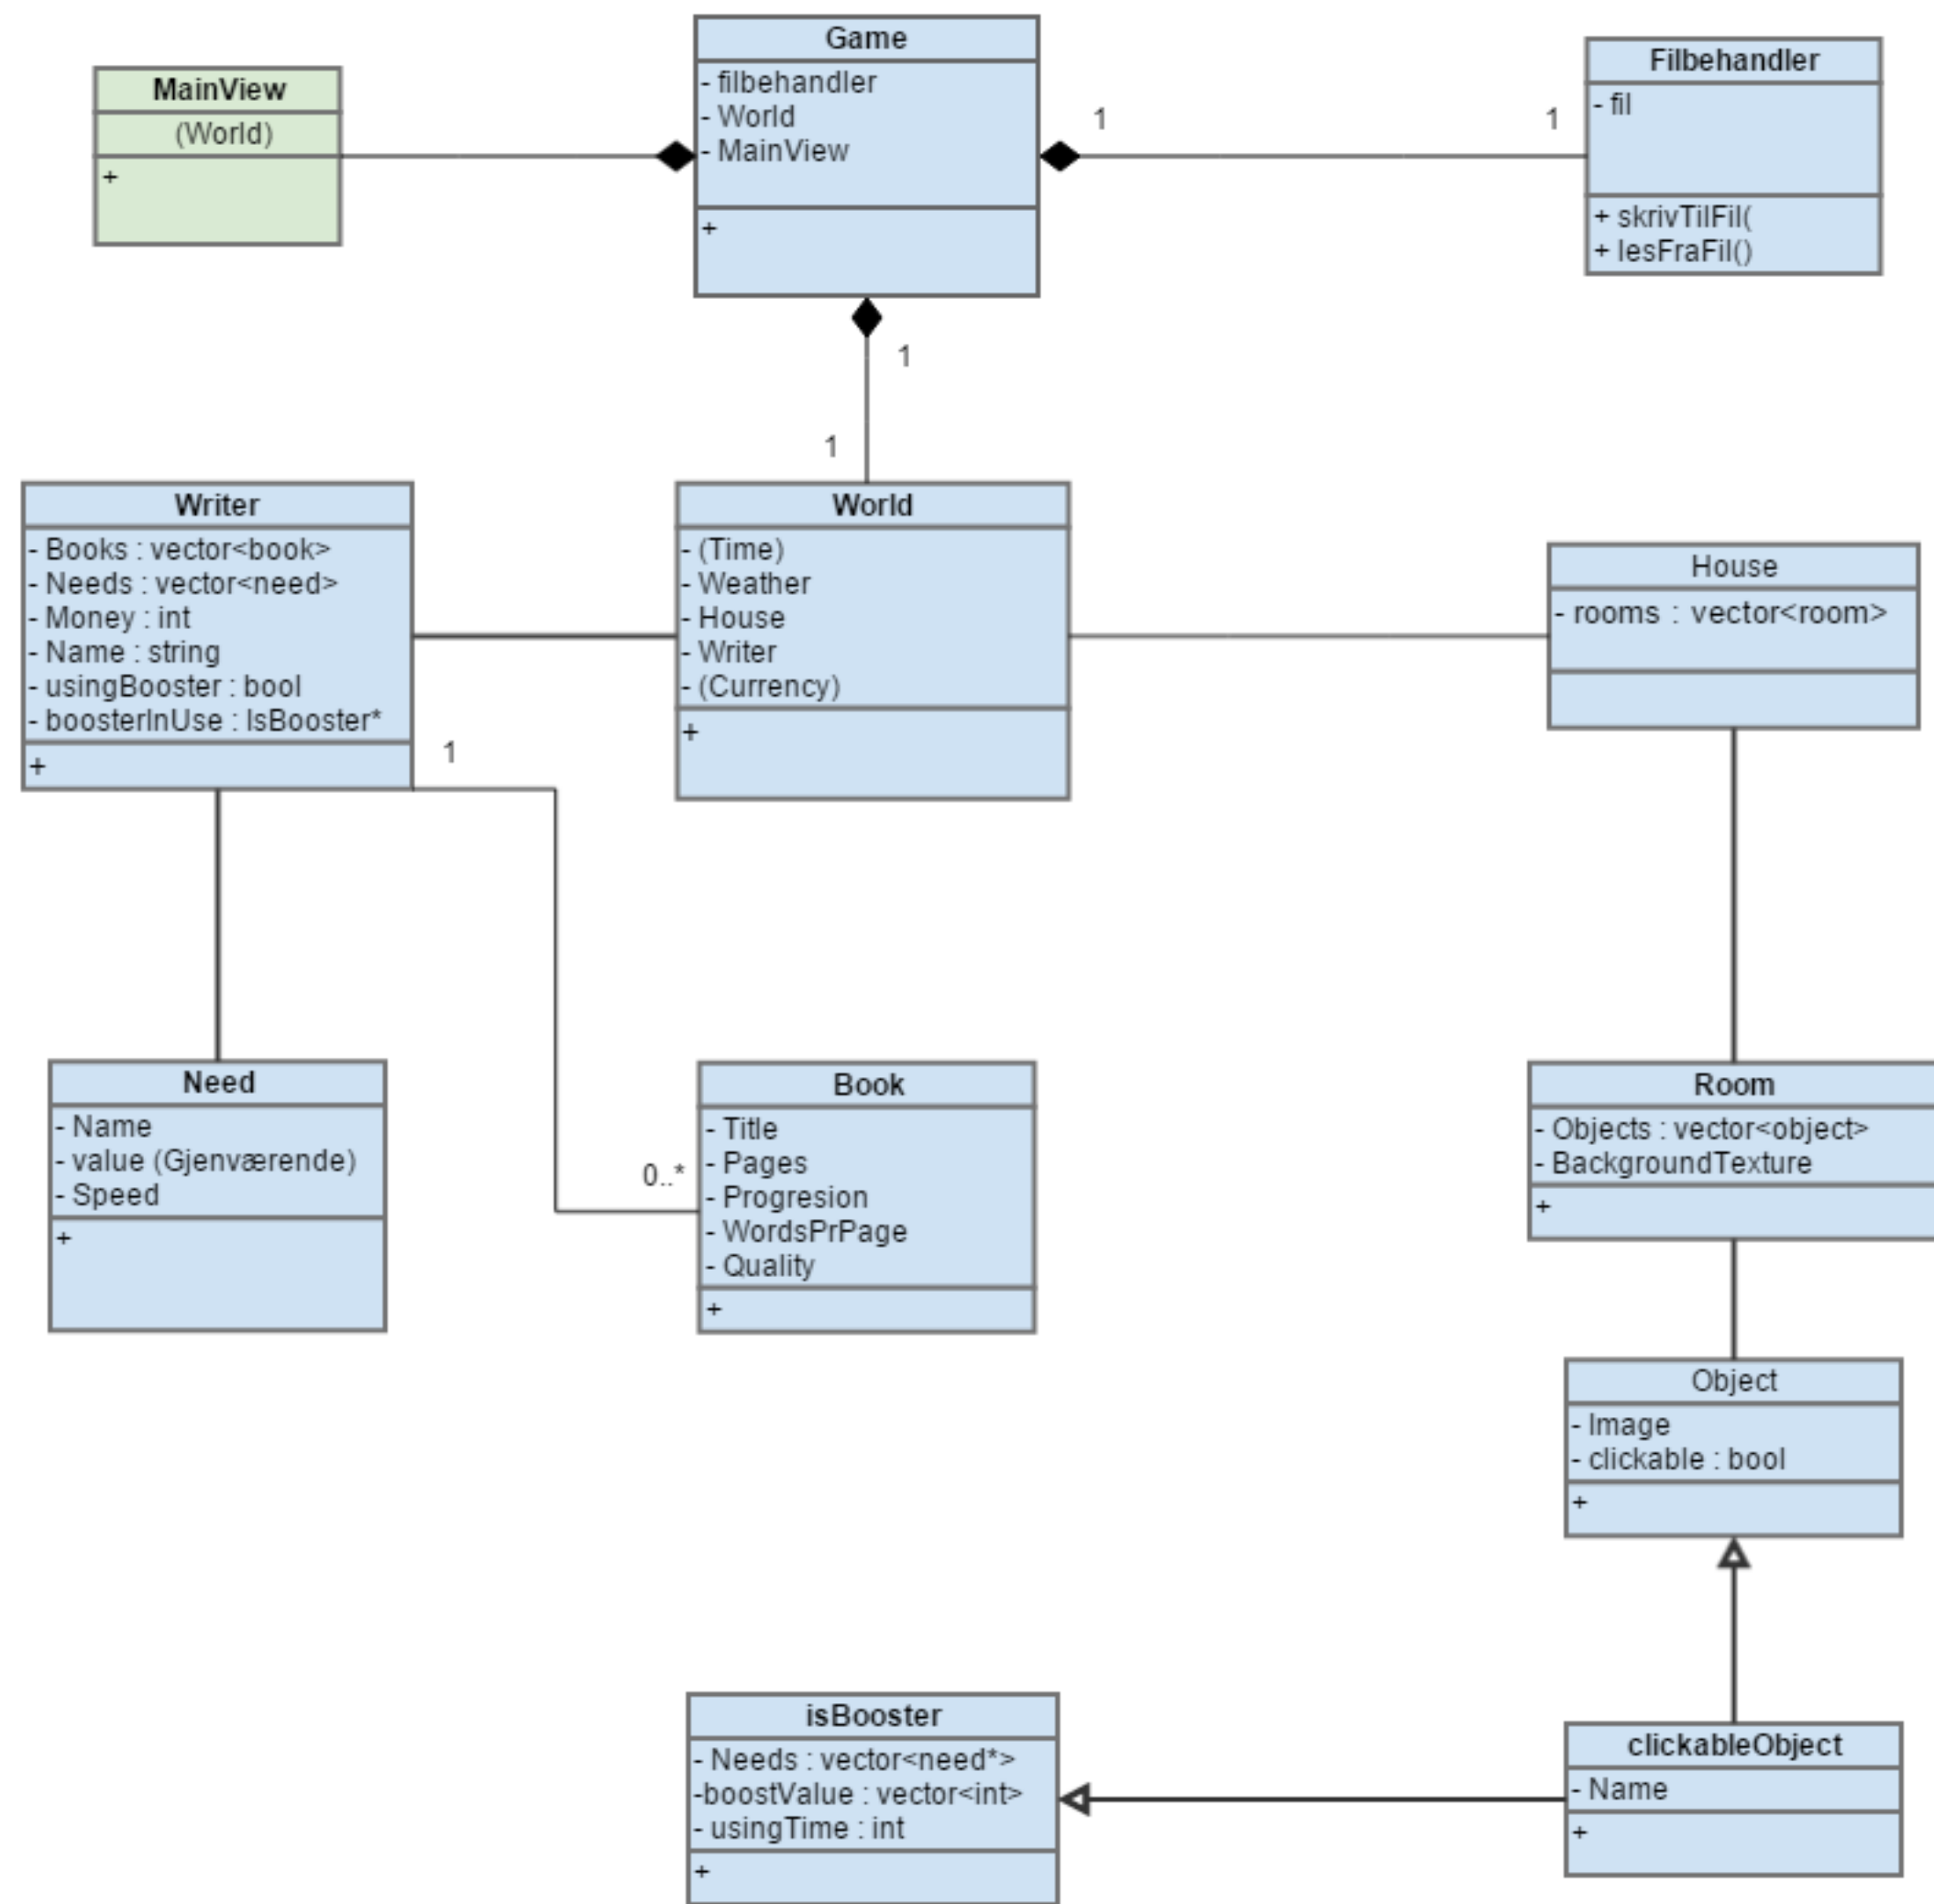 MainView
(World)
+
Game
- filbehandler
- World
- MainView
+
Filbehandler
- fil
+ skrivTilFil(
+ lesFraFil()
1
1
1
1
Writer
- Books : vector<book>
- Needs : vector<need>
- Money : int
- Name : string
- usingBooster : bool
- boosterInUse : IsBooster*
+
1
World
- (Time)
- Weather
- House
- Writer
- (Currency)
+
House
- rooms : vector<room>
Need
- Name
- value (Gjenværende)
- Speed
+
0..*
Book
- Title
- Pages
- Progresion
- WordsPrPage
- Quality
+
Room
- Objects : vector<object>
- BackgroundTexture
+
Object
- Image
- clickable : bool
+
isBooster
- Needs : vector<need*>
-boostValue : vector<int>
- usingTime : int
+
clickableObject
- Name
+